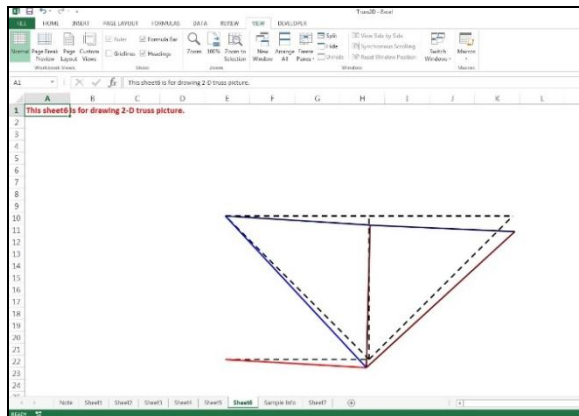 Truss2D - Excel
FILE HOME INSERT PAGE LAYOUT FORMULAS DATA REVIEW VIEW DEVELOPER
Normal Page Break Preview Page Layout Custom Views
Ruler Formula Bar
Gridlines Headings
Zoom 100% Zoom to Selection
New Window Arrange All Freeze Panes
Split
Hide
Unhide
View Side by Side
Synchronous Scrolling
Reset Window Position
Switch Windows
Macros
Workbook Views Show Zoom Window Macros
A1 fx This sheet6 is for drawing 2-D truss picture.
A B C D E F G H I J K L
1 This sheet6 is for drawing 2-D truss picture.
2
3
4
5
6
7
8
9
10
11
12
13
14
15
16
17
18
19
20
21
22
23
24
Note Sheet1 Sheet2 Sheet3 Sheet4 Sheet5 Sheet6 Sample Info Sheet7
READY